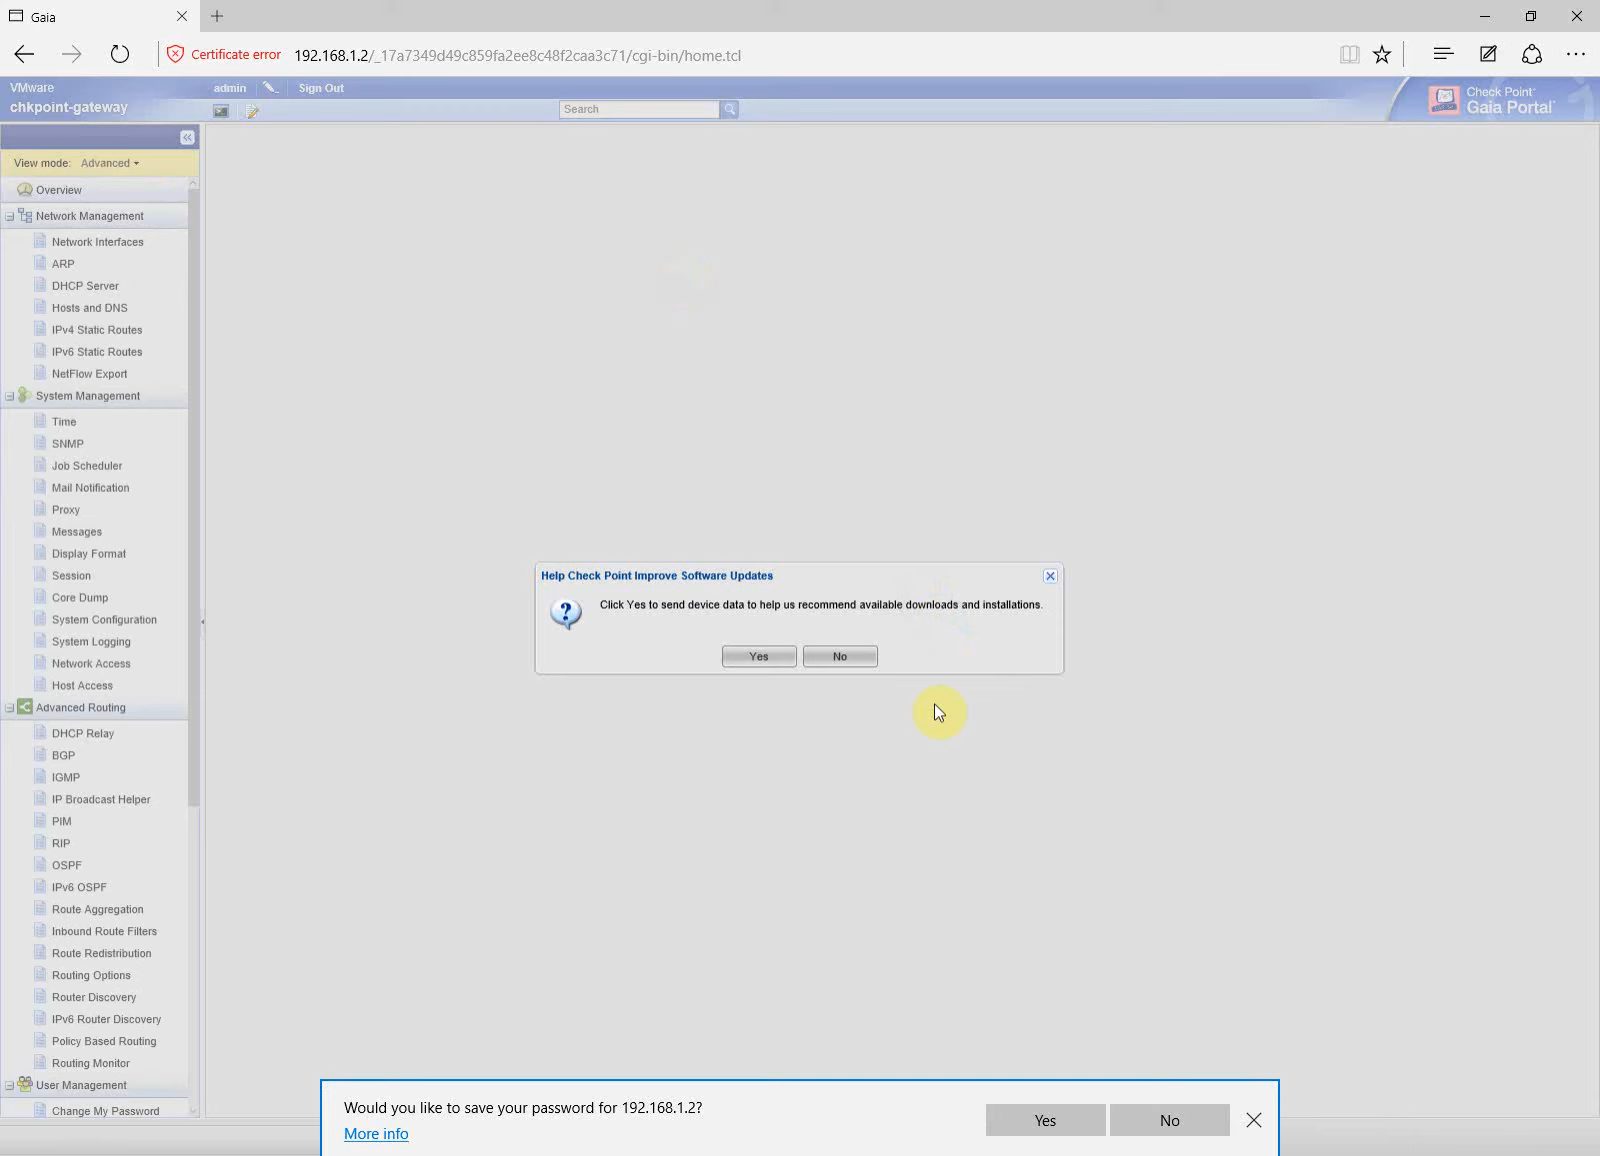 Gaia
Certificate error
192.168.1.2/_17a7349d49c859fa2ee8c48f2caa3c71/cgi-bin/home.tcl
VMware
chkpoint-gateway
admin
Sign Out
Search
Check Point
Gaia Portal
View mode: Advanced
Overview
Network Management
Network Interfaces
ARP
DHCP Server
Hosts and DNS
IPv4 Static Routes
IPv6 Static Routes
NetFlow Export
System Management
Time
SNMP
Job Scheduler
Mail Notification
Proxy
Messages
Display Format
Session
Core Dump
System Configuration
System Logging
Network Access
Host Access
Advanced Routing
DHCP Relay
BGP
IGMP
IP Broadcast Helper
PIM
RIP
OSPF
IPv6 OSPF
Route Aggregation
Inbound Route Filters
Route Redistribution
Routing Options
Router Discovery
IPv6 Router Discovery
Policy Based Routing
Routing Monitor
User Management
Change My Password
Help Check Point Improve Software Updates
Click Yes to send device data to help us recommend available downloads and installations.
Yes
No
Would you like to save your password for 192.168.1.2?
More info
Yes
No